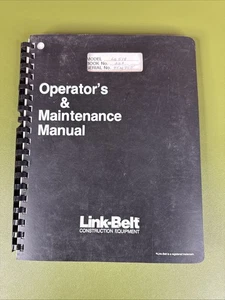 MODEL
BOOK No.
SERIAL No.
Operator's
&
Maintenance
Manual
Link-Belt
CONSTRUCTION EQUIPMENT